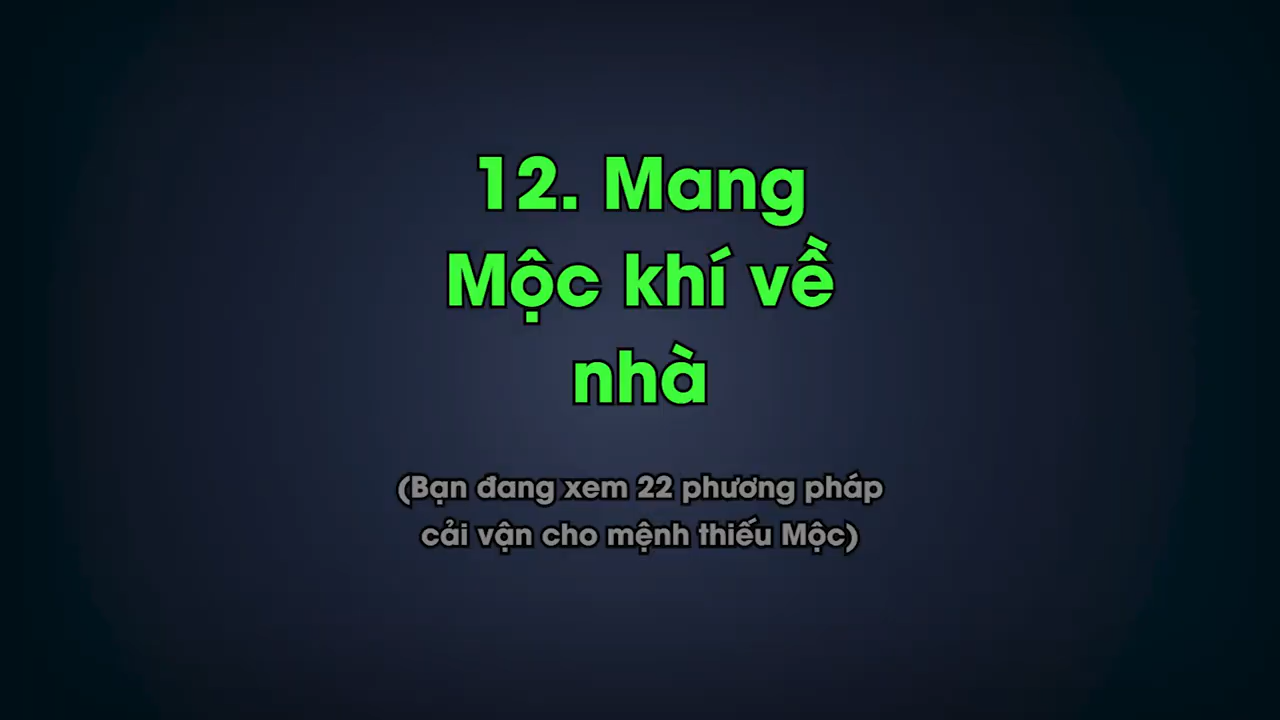 12. Mang
Mộc khí về
nhà
(Bạn đang xem 22 phương pháp
cải vận cho mệnh thiếu Mộc)